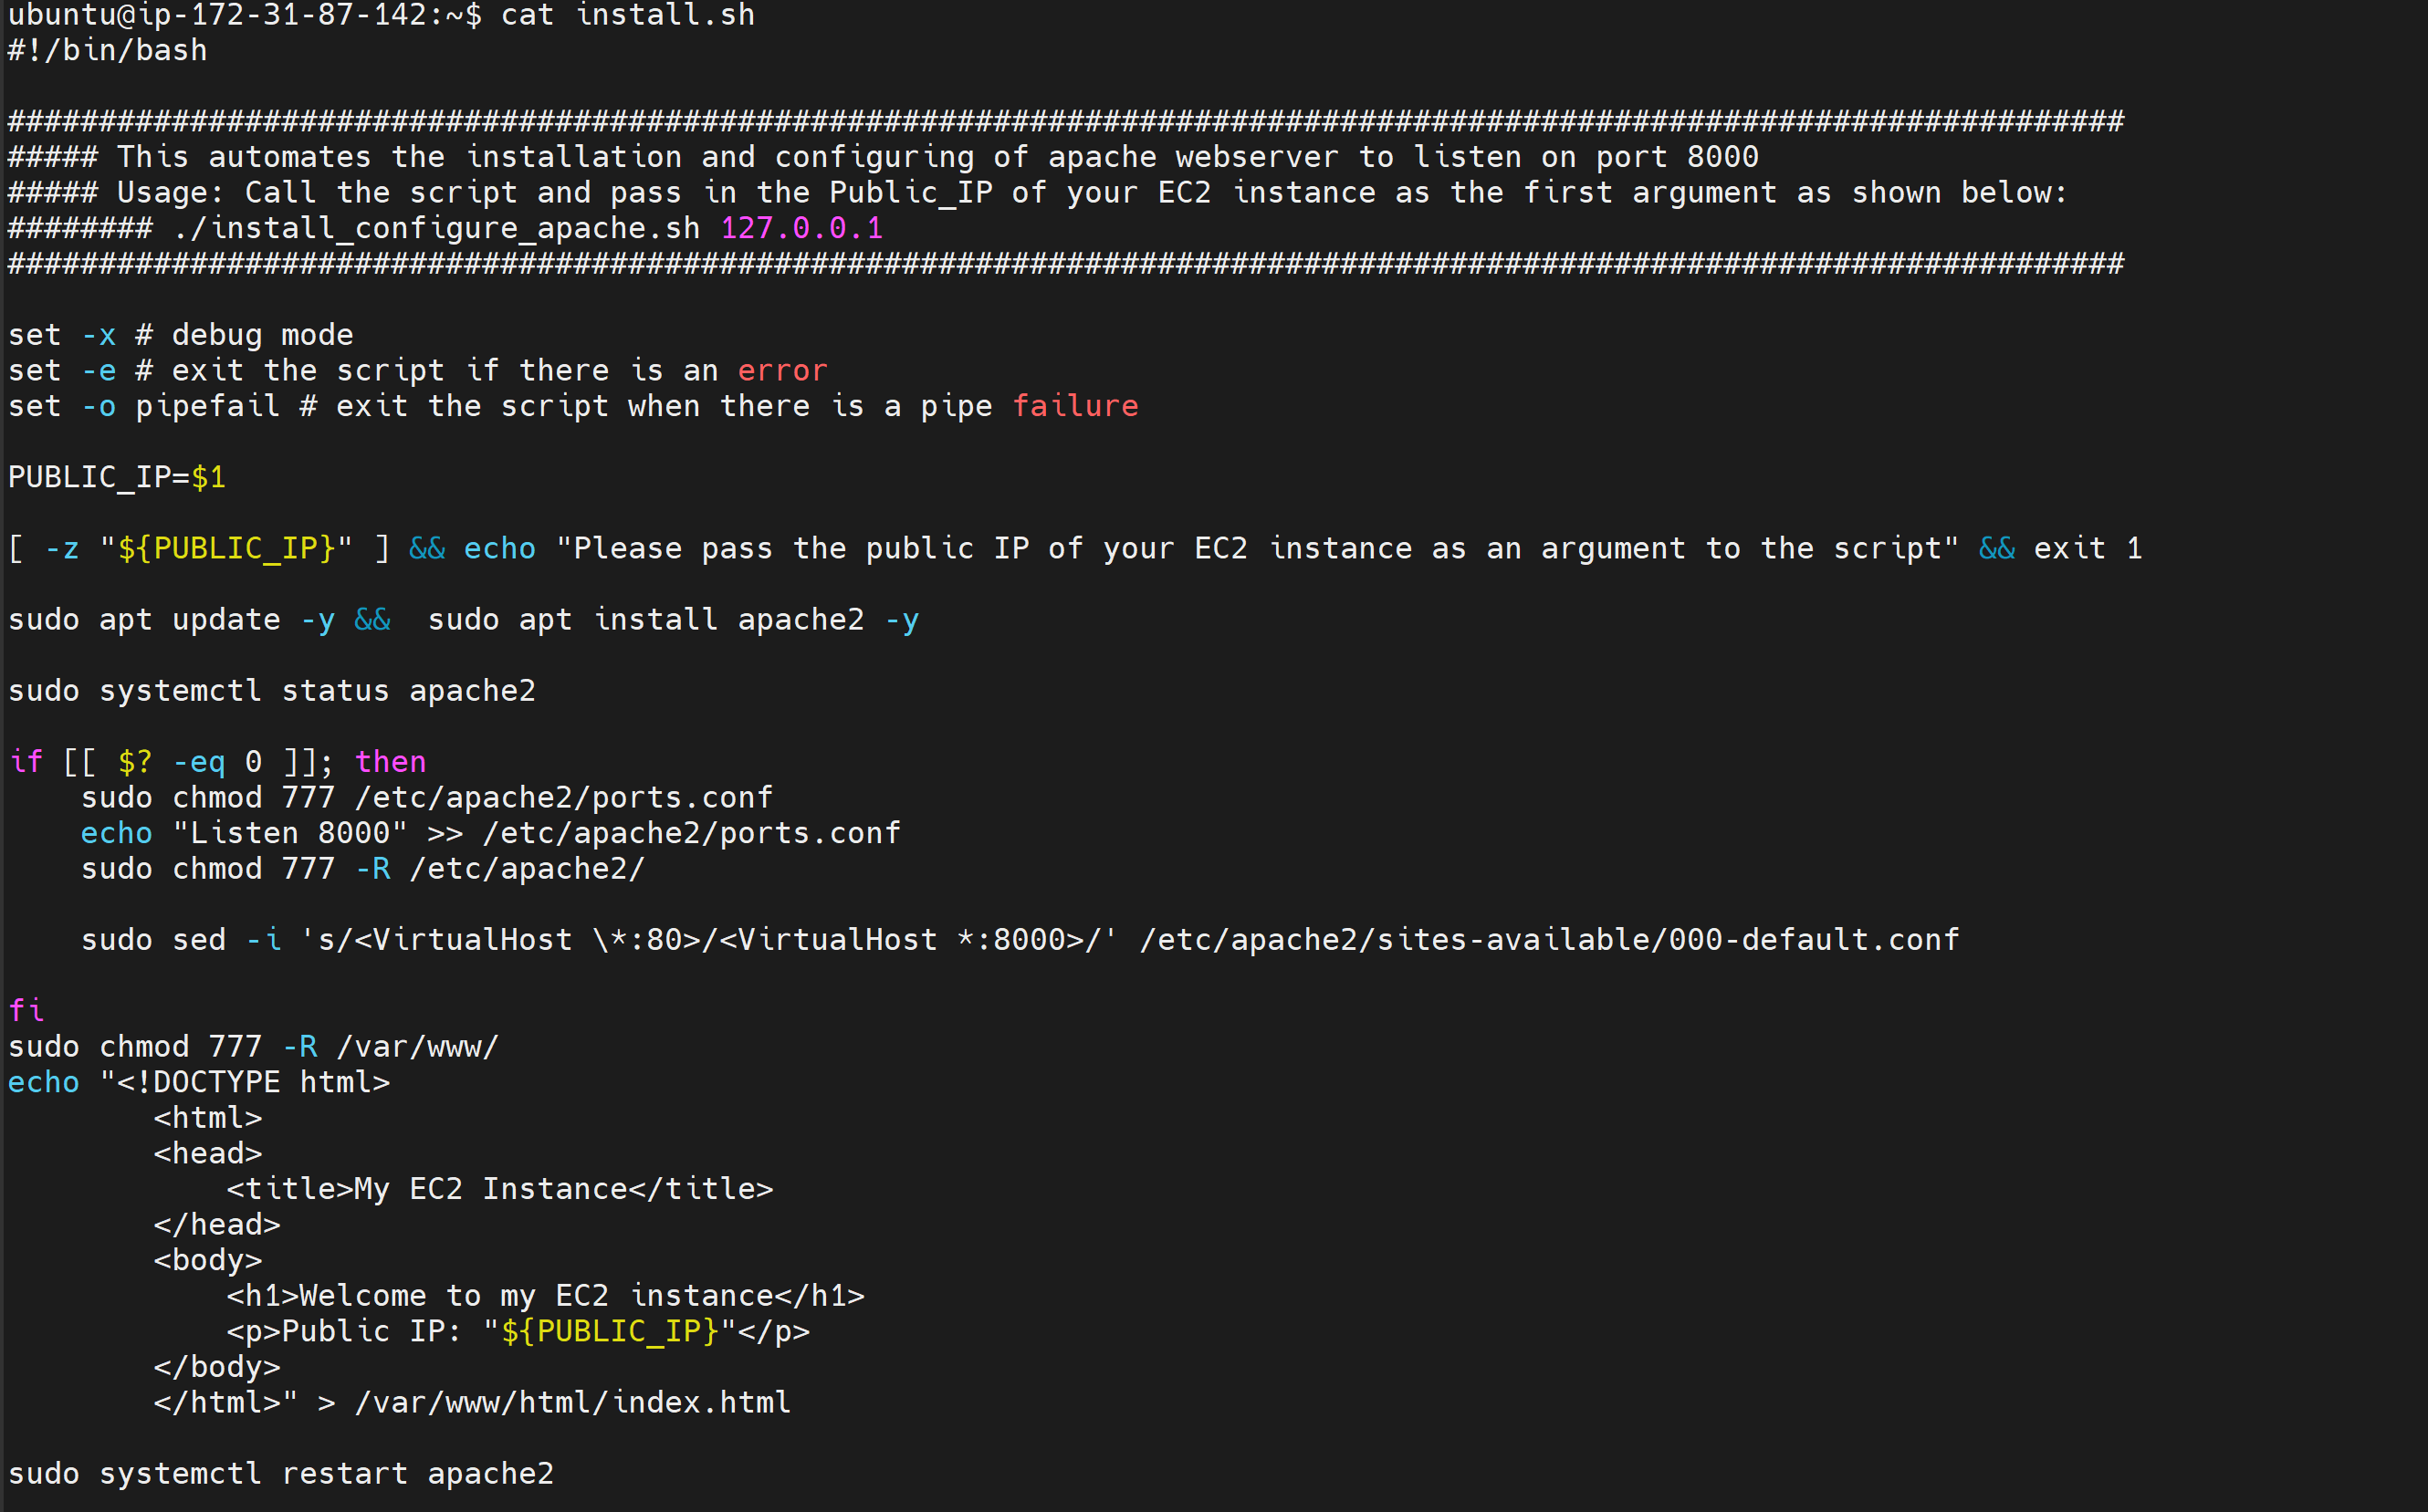 ubuntu@ip-172-31-87-142:~$ cat install.sh
#!/bin/bash
####################################################################################################################
##### This automates the installation and configuring of apache webserver to listen on port 8000
##### Usage: Call the script and pass in the Public_IP of your EC2 instance as the first argument as shown below:
######## ./install_configure_apache.sh 127.0.0.1
####################################################################################################################
set -x # debug mode
set -e # exit the script if there is an error
set -o pipefail # exit the script when there is a pipe failure
PUBLIC_IP=$1
[ -z "${PUBLIC_IP}" ] && echo "Please pass the public IP of your EC2 instance as an argument to the script" && exit 1
sudo apt update -y &&  sudo apt install apache2 -y
sudo systemctl status apache2
if [[ $? -eq 0 ]]; then
    sudo chmod 777 /etc/apache2/ports.conf
    echo "Listen 8000" >> /etc/apache2/ports.conf
    sudo chmod 777 -R /etc/apache2/
    sudo sed -i 's/<VirtualHost \*:80>/<VirtualHost *:8000>/' /etc/apache2/sites-available/000-default.conf
fi
sudo chmod 777 -R /var/www/
echo "<!DOCTYPE html>
        <html>
        <head>
            <title>My EC2 Instance</title>
        </head>
        <body>
            <h1>Welcome to my EC2 instance</h1>
            <p>Public IP: "${PUBLIC_IP}"</p>
        </body>
        </html>" > /var/www/html/index.html
sudo systemctl restart apache2